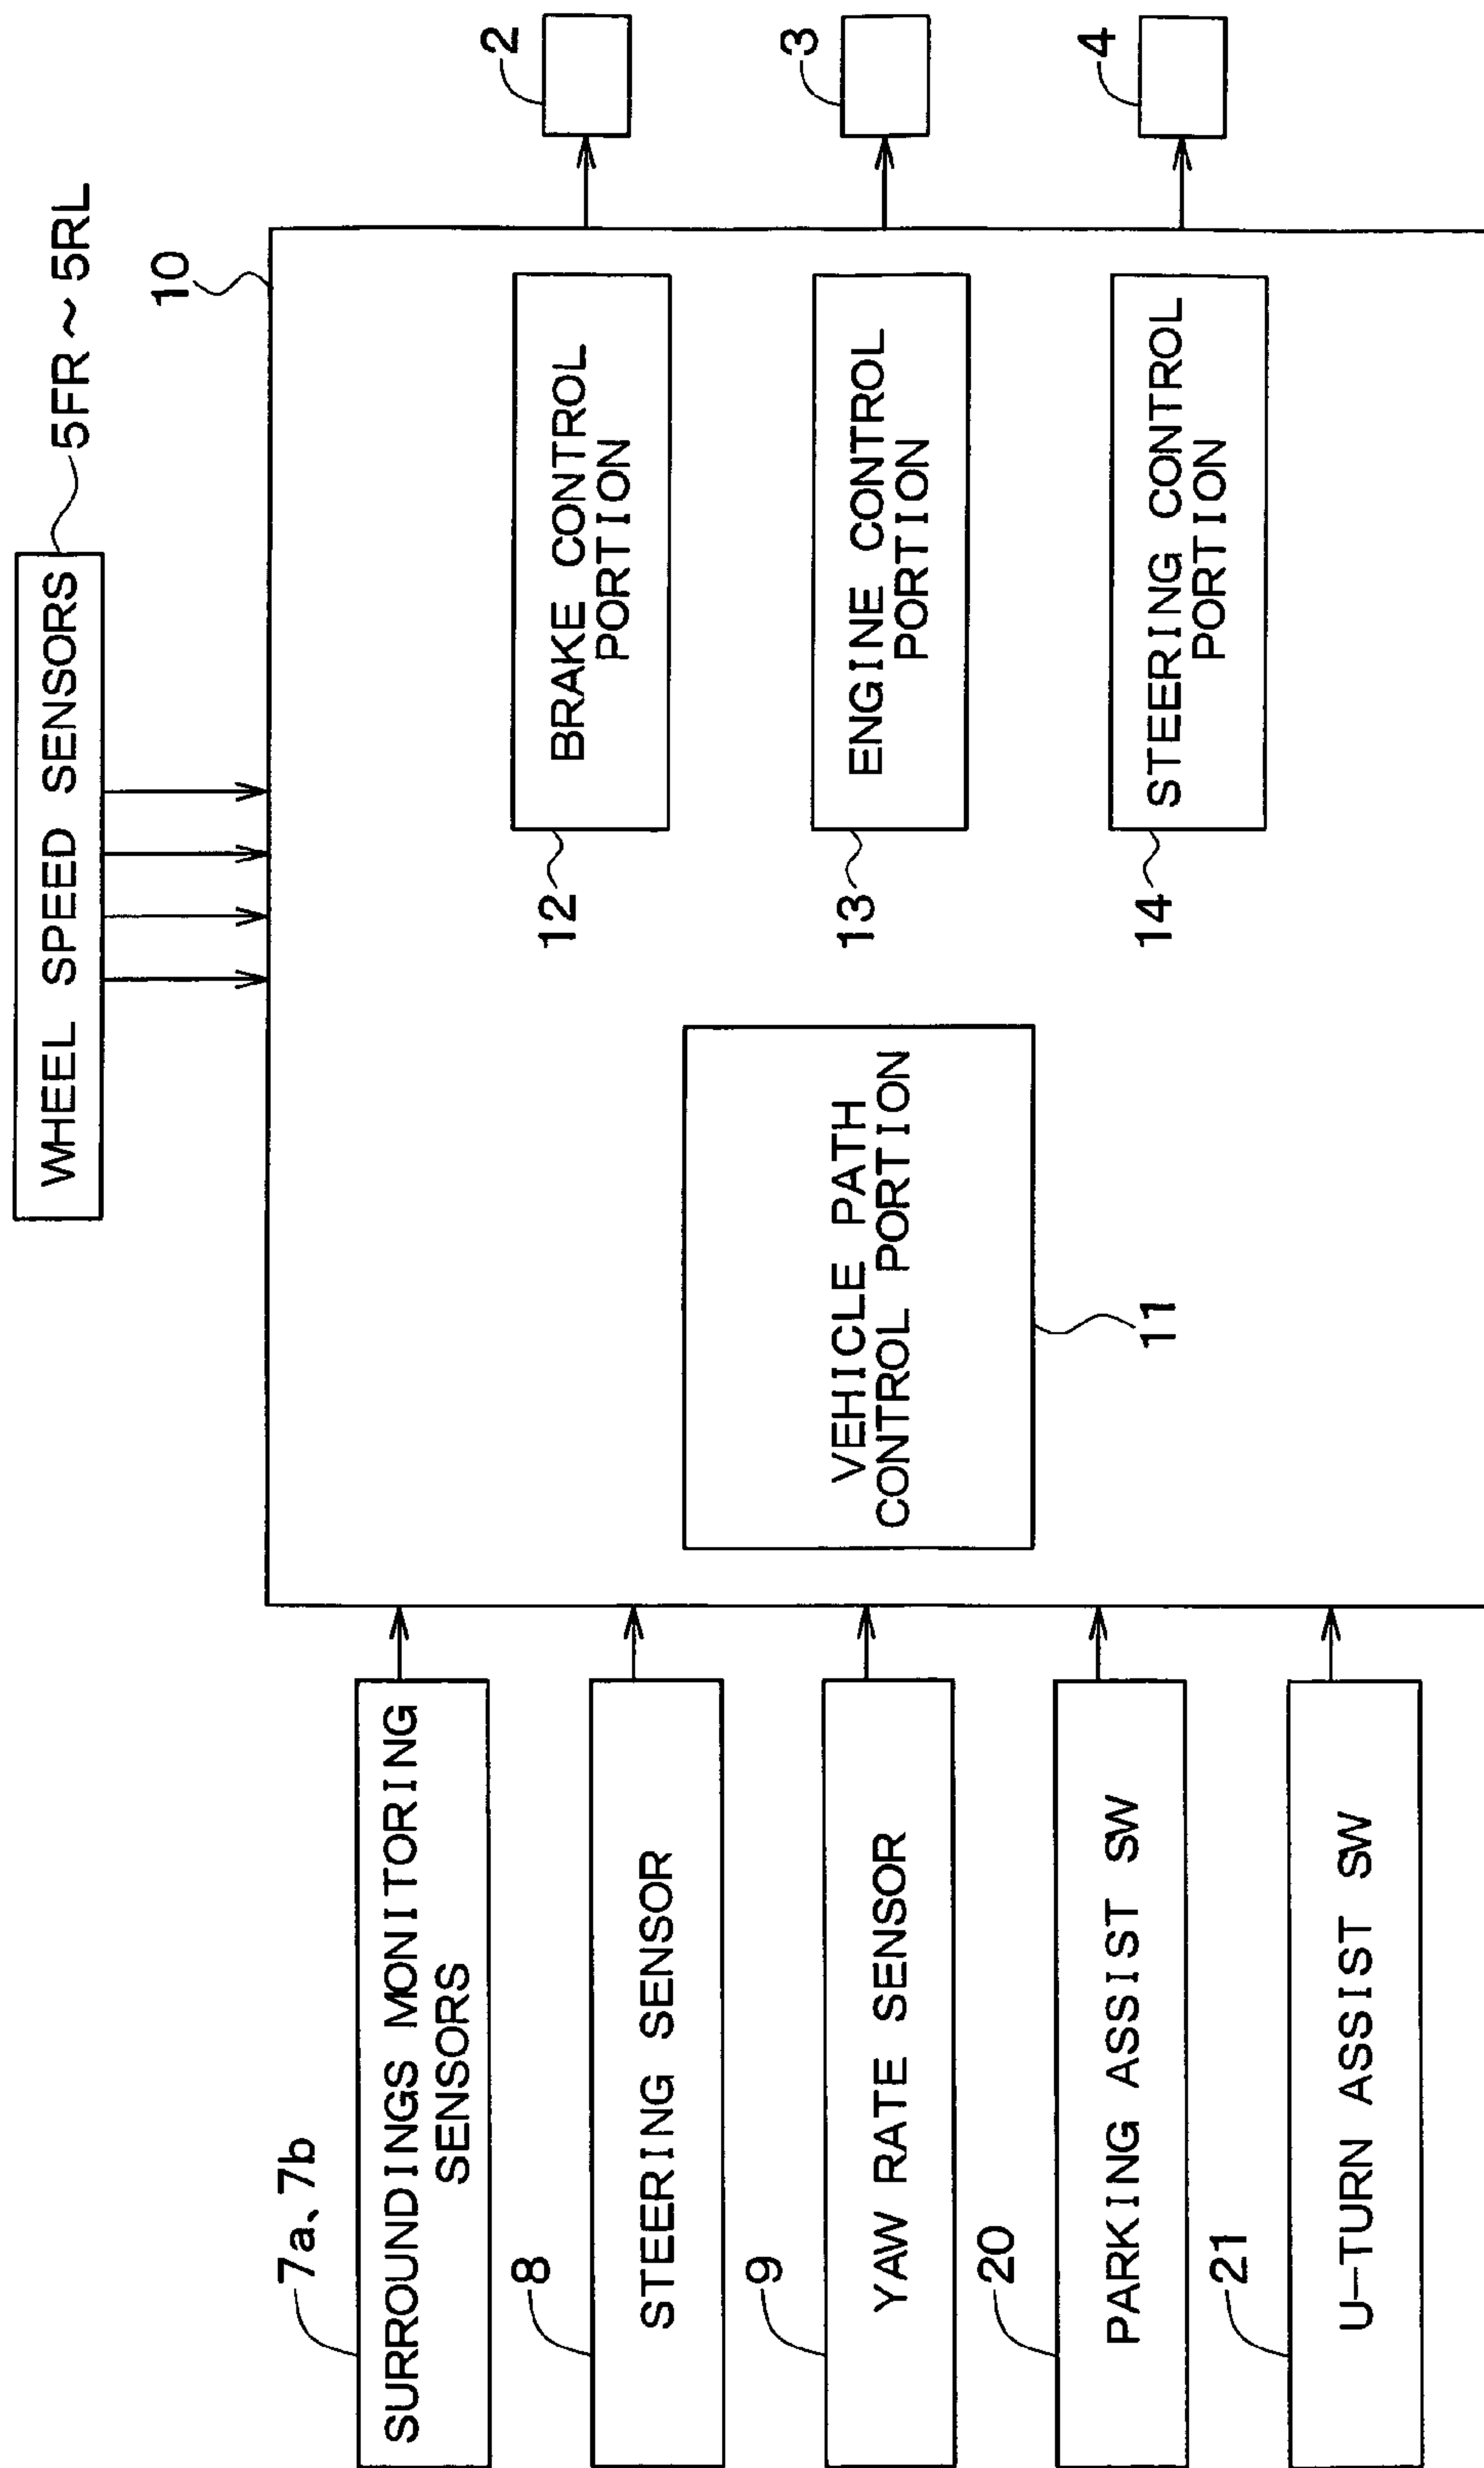 WHEEL SPEED SENSORS
5FR~5RL
10
7a、7b
SURROUNDINGS MONITORING
SENSORS
8
STEERING SENSOR
9
YAW RATE SENSOR
20
PARKING ASSIST SW
21
U-TURN ASSIST SW
VEHICLE PATH
CONTROL PORTION
11
12
BRAKE CONTROL
PORTION
13
ENGINE CONTROL
PORTION
14
STEERING CONTROL
PORTION
2
3
4